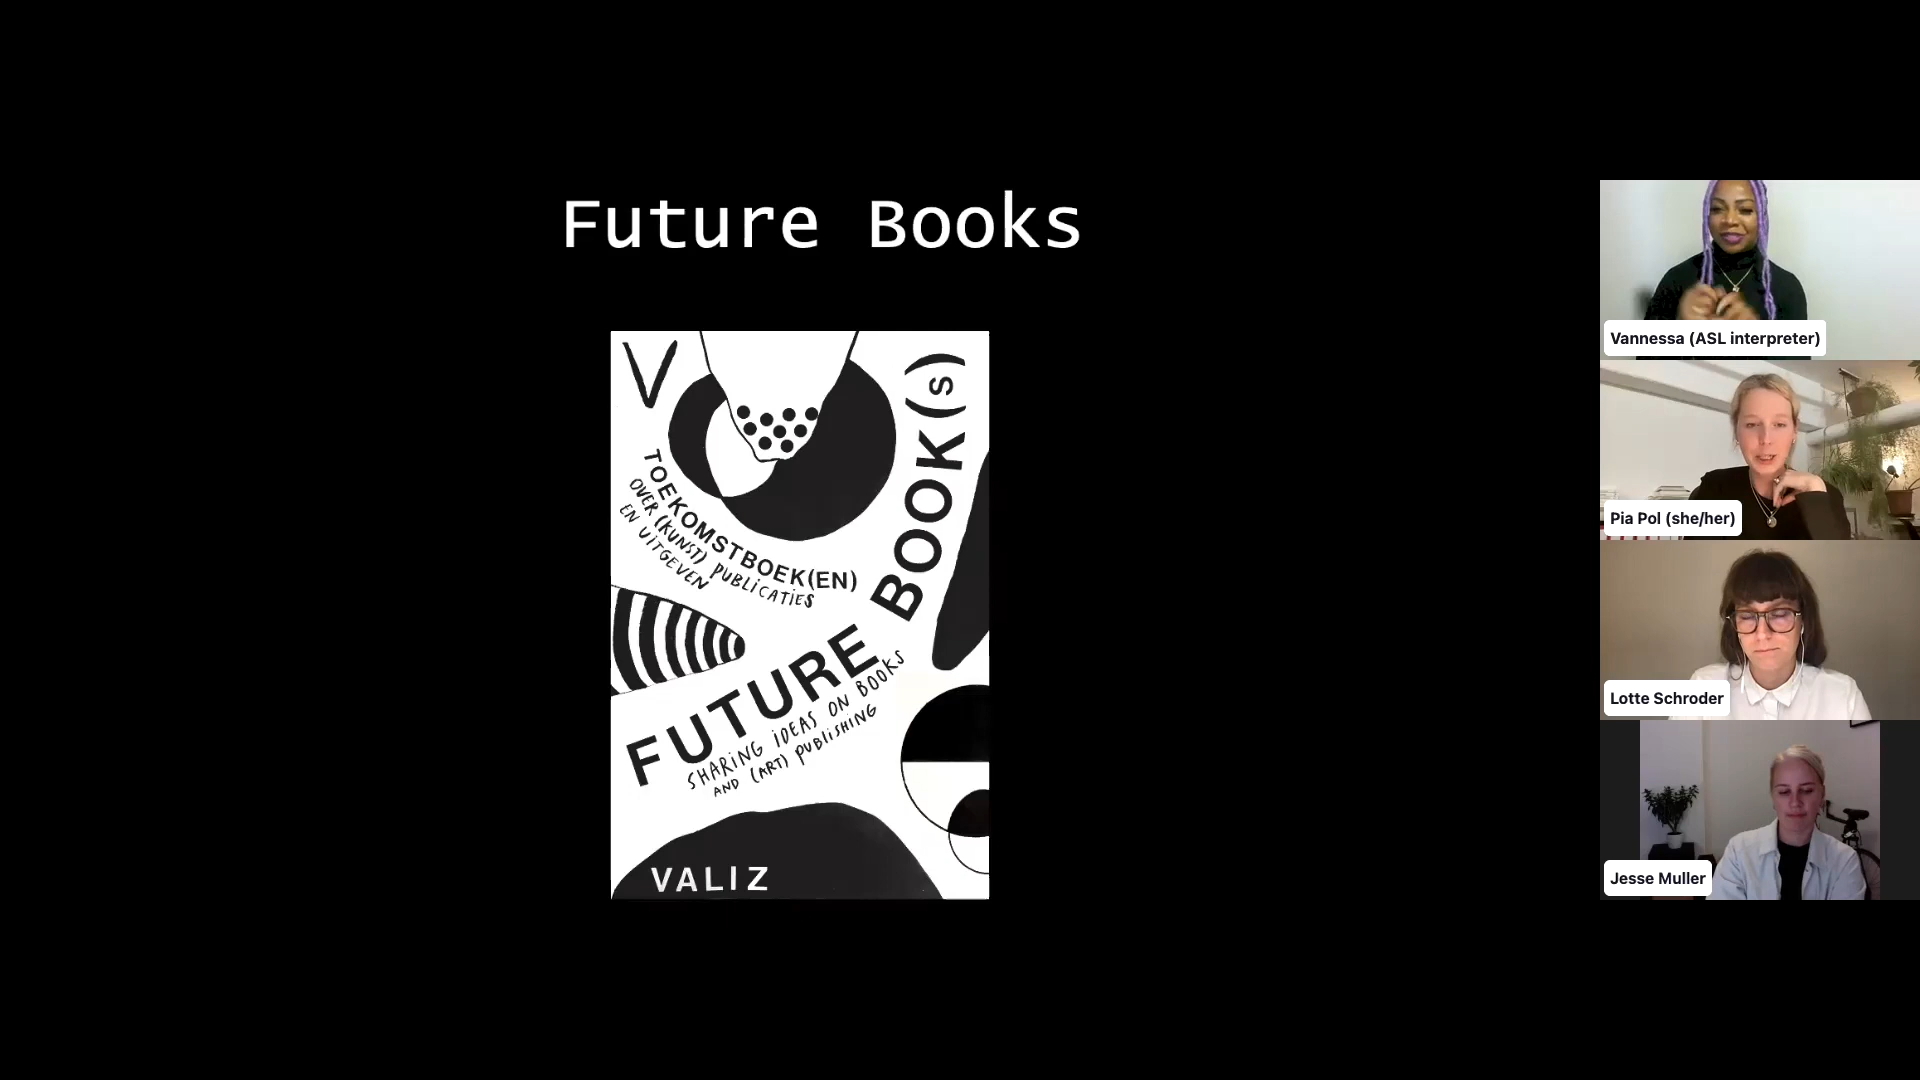 Future Books
V
TOEKOMSTBOEK(EN)
OVER (KUNST) PUBLICATIES
EN UITGEVEN
FUTURE BOOK(s)
SHARING IDEAS ON BOOKS
AND (ART) PUBLISHING
VALIZ
Vannessa (ASL interpreter)
Pia Pol (she/her)
Lotte Schroder
Jesse Muller